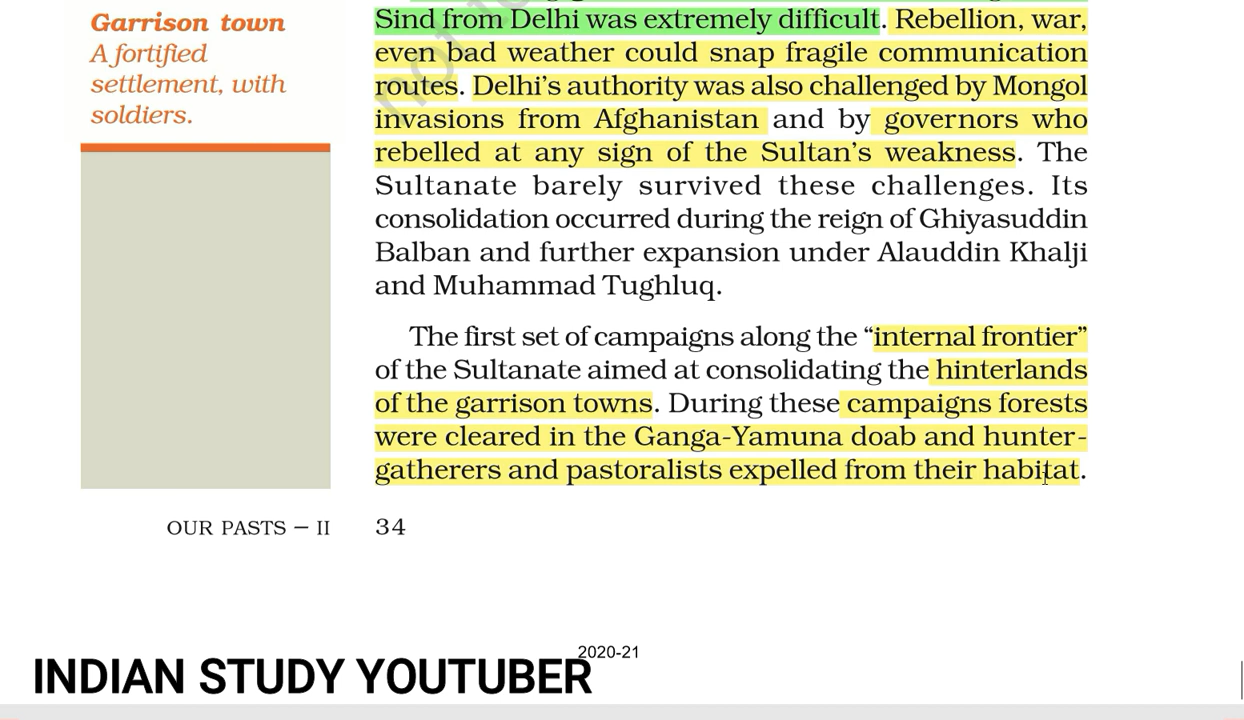 Garrison town
A fortified
settlement, with
soldiers.
Sind from Delhi was extremely difficult. Rebellion, war,
even bad weather could snap fragile communication
routes. Delhi's authority was also challenged by Mongol
invasions from Afghanistan and by governors who
rebelled at any sign of the Sultan's weakness. The
Sultanate barely survived these challenges. Its
consolidation occurred during the reign of Ghiyasuddin
Balban and further expansion under Alauddin Khalji
and Muhammad Tughluq.
The first set of campaigns along the “internal frontier”
of the Sultanate aimed at consolidating the hinterlands
of the garrison towns. During these campaigns forests
were cleared in the Ganga-Yamuna doab and hunter-
gatherers and pastoralists expelled from their habitat.
OUR PASTS – II 34
2020-21
INDIAN STUDY YOUTUBER